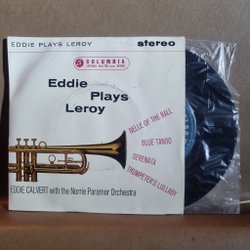 EDDIE PLAYS LEROY
stereo
COLUMBIA
Eddie
Plays
Leroy
BELLE OF THE BALL
BLUE TANGO
SERENATA
TRUMPETER'S LULLABY
EDDIE CALVERT with the Norrie Paramor Orchestra